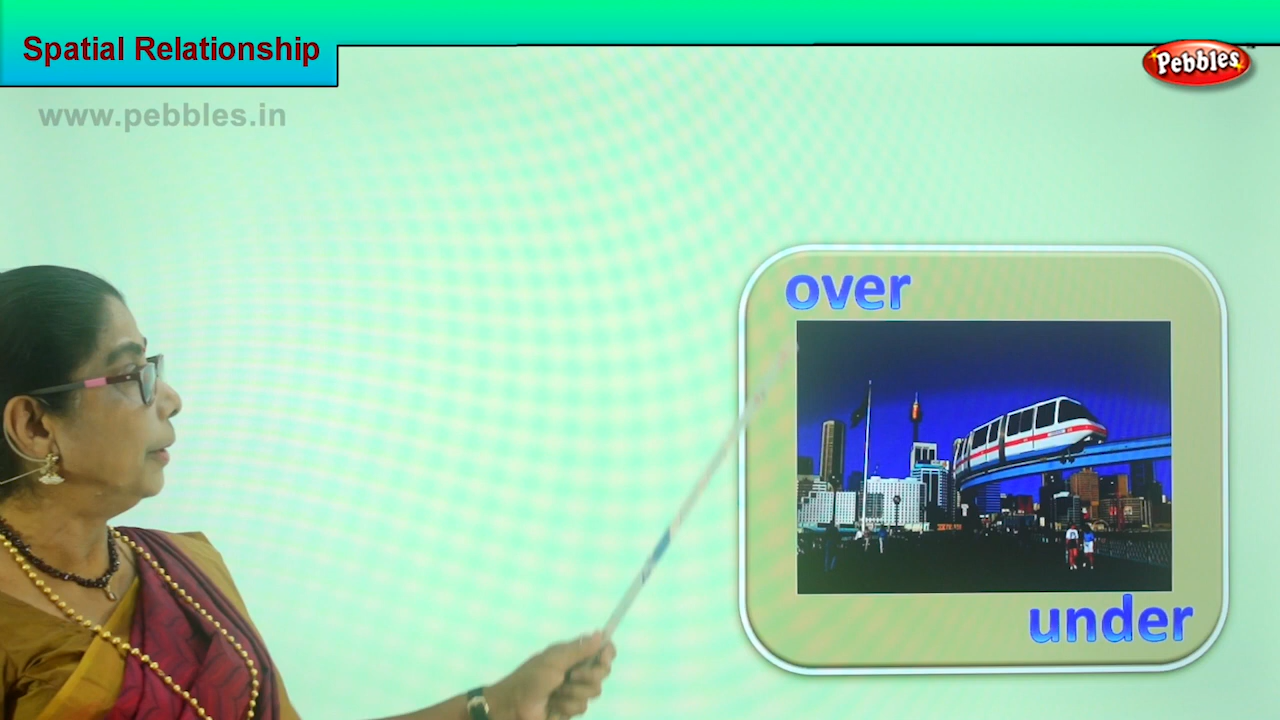 Spatial Relationship
Pebbles
www.pebbles.in
over
under